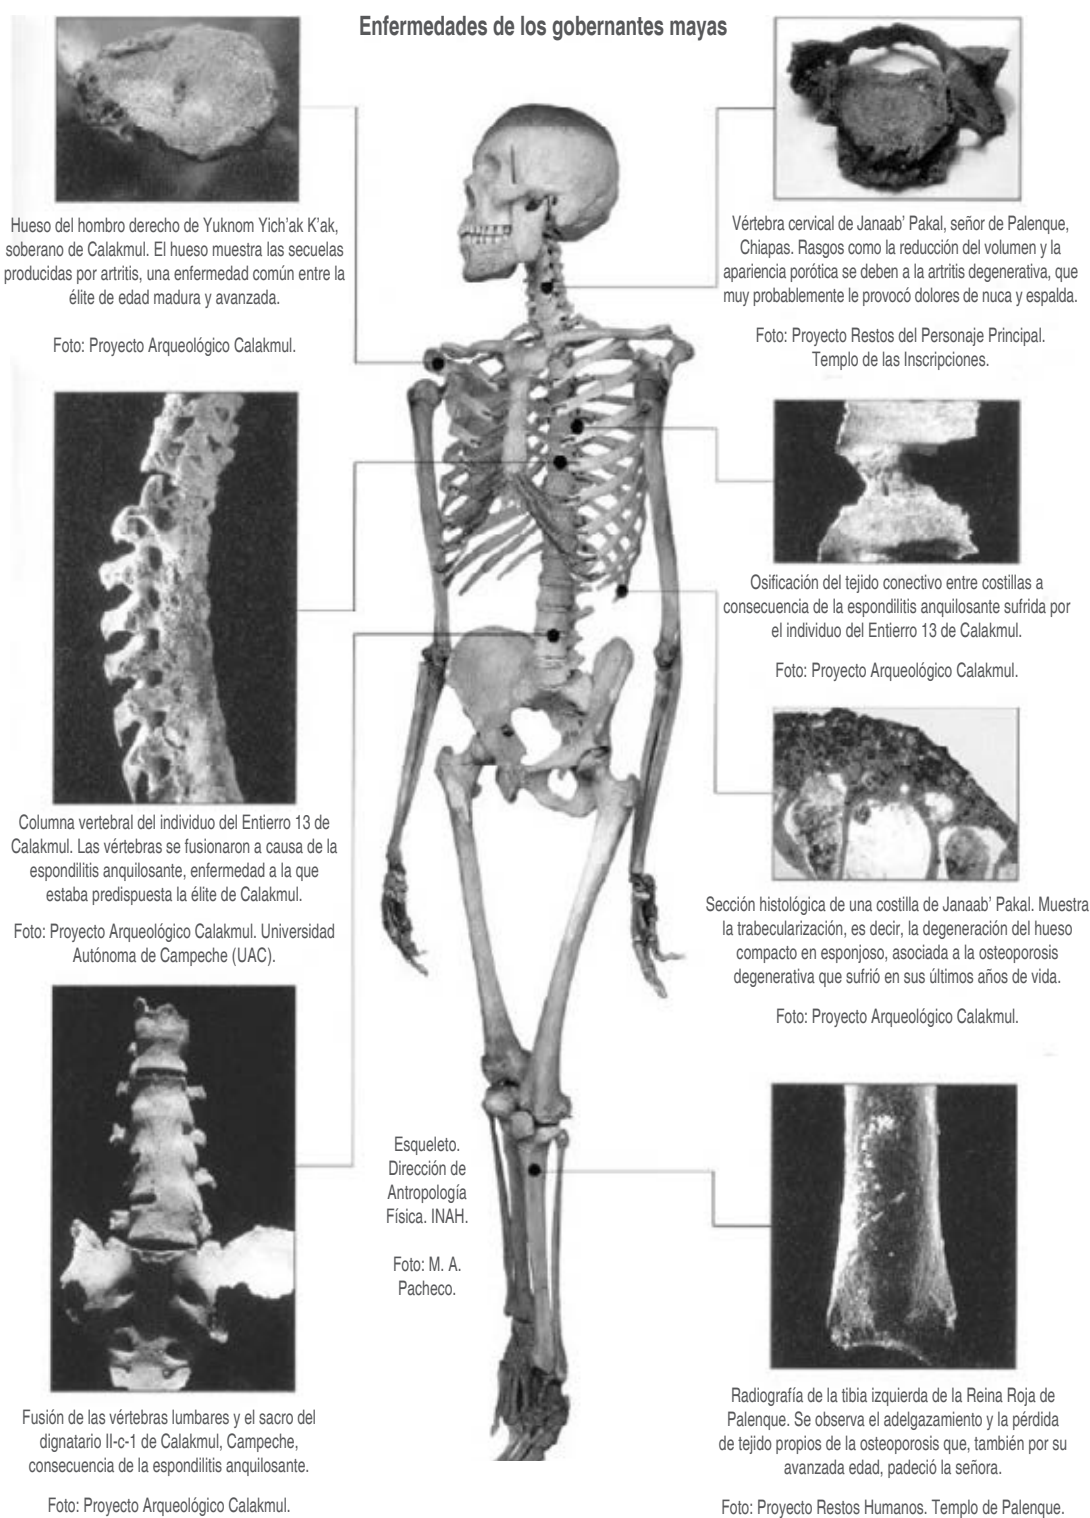 Enfermedades de los gobernantes mayas
Hueso del hombro derecho de Yuknom Yich'ak K'ak,
soberano de Calakmul. El hueso muestra las secuelas
producidas por artritis, una enfermedad común entre la
élite de edad madura y avanzada.
Foto: Proyecto Arqueológico Calakmul.
Columna vertebral del individuo del Entierro 13 de
Calakmul. Las vértebras se fusionaron a causa de la
espondilitis anquilosante, enfermedad a la que
estaba predispuesta la élite de Calakmul.
Foto: Proyecto Arqueológico Calakmul. Universidad
Autónoma de Campeche (UAC).
Fusión de las vértebras lumbares y el sacro del
dignatario II-c-1 de Calakmul, Campeche,
consecuencia de la espondilitis anquilosante.
Foto: Proyecto Arqueológico Calakmul.
Esqueleto.
Dirección de
Antropología
Física. INAH.
Foto: M. A.
Pacheco.
Vértebra cervical de Janaab' Pakal, señor de Palenque,
Chiapas. Rasgos como la reducción del volumen y la
apariencia porótica se deben a la artritis degenerativa, que
muy probablemente le provocó dolores de nuca y espalda.
Foto: Proyecto Restos del Personaje Principal.
Templo de las Inscripciones.
Osificación del tejido conectivo entre costillas a
consecuencia de la espondilitis anquilosante sufrida por
el individuo del Entierro 13 de Calakmul.
Foto: Proyecto Arqueológico Calakmul.
Sección histológica de una costilla de Janaab' Pakal. Muestra
la trabecularización, es decir, la degeneración del hueso
compacto en esponjoso, asociada a la osteoporosis
degenerativa que sufrió en sus últimos años de vida.
Foto: Proyecto Arqueológico Calakmul.
Radiografía de la tibia izquierda de la Reina Roja de
Palenque. Se observa el adelgazamiento y la pérdida
de tejido propios de la osteoporosis que, también por su
avanzada edad, padeció la señora.
Foto: Proyecto Restos Humanos. Templo de Palenque.